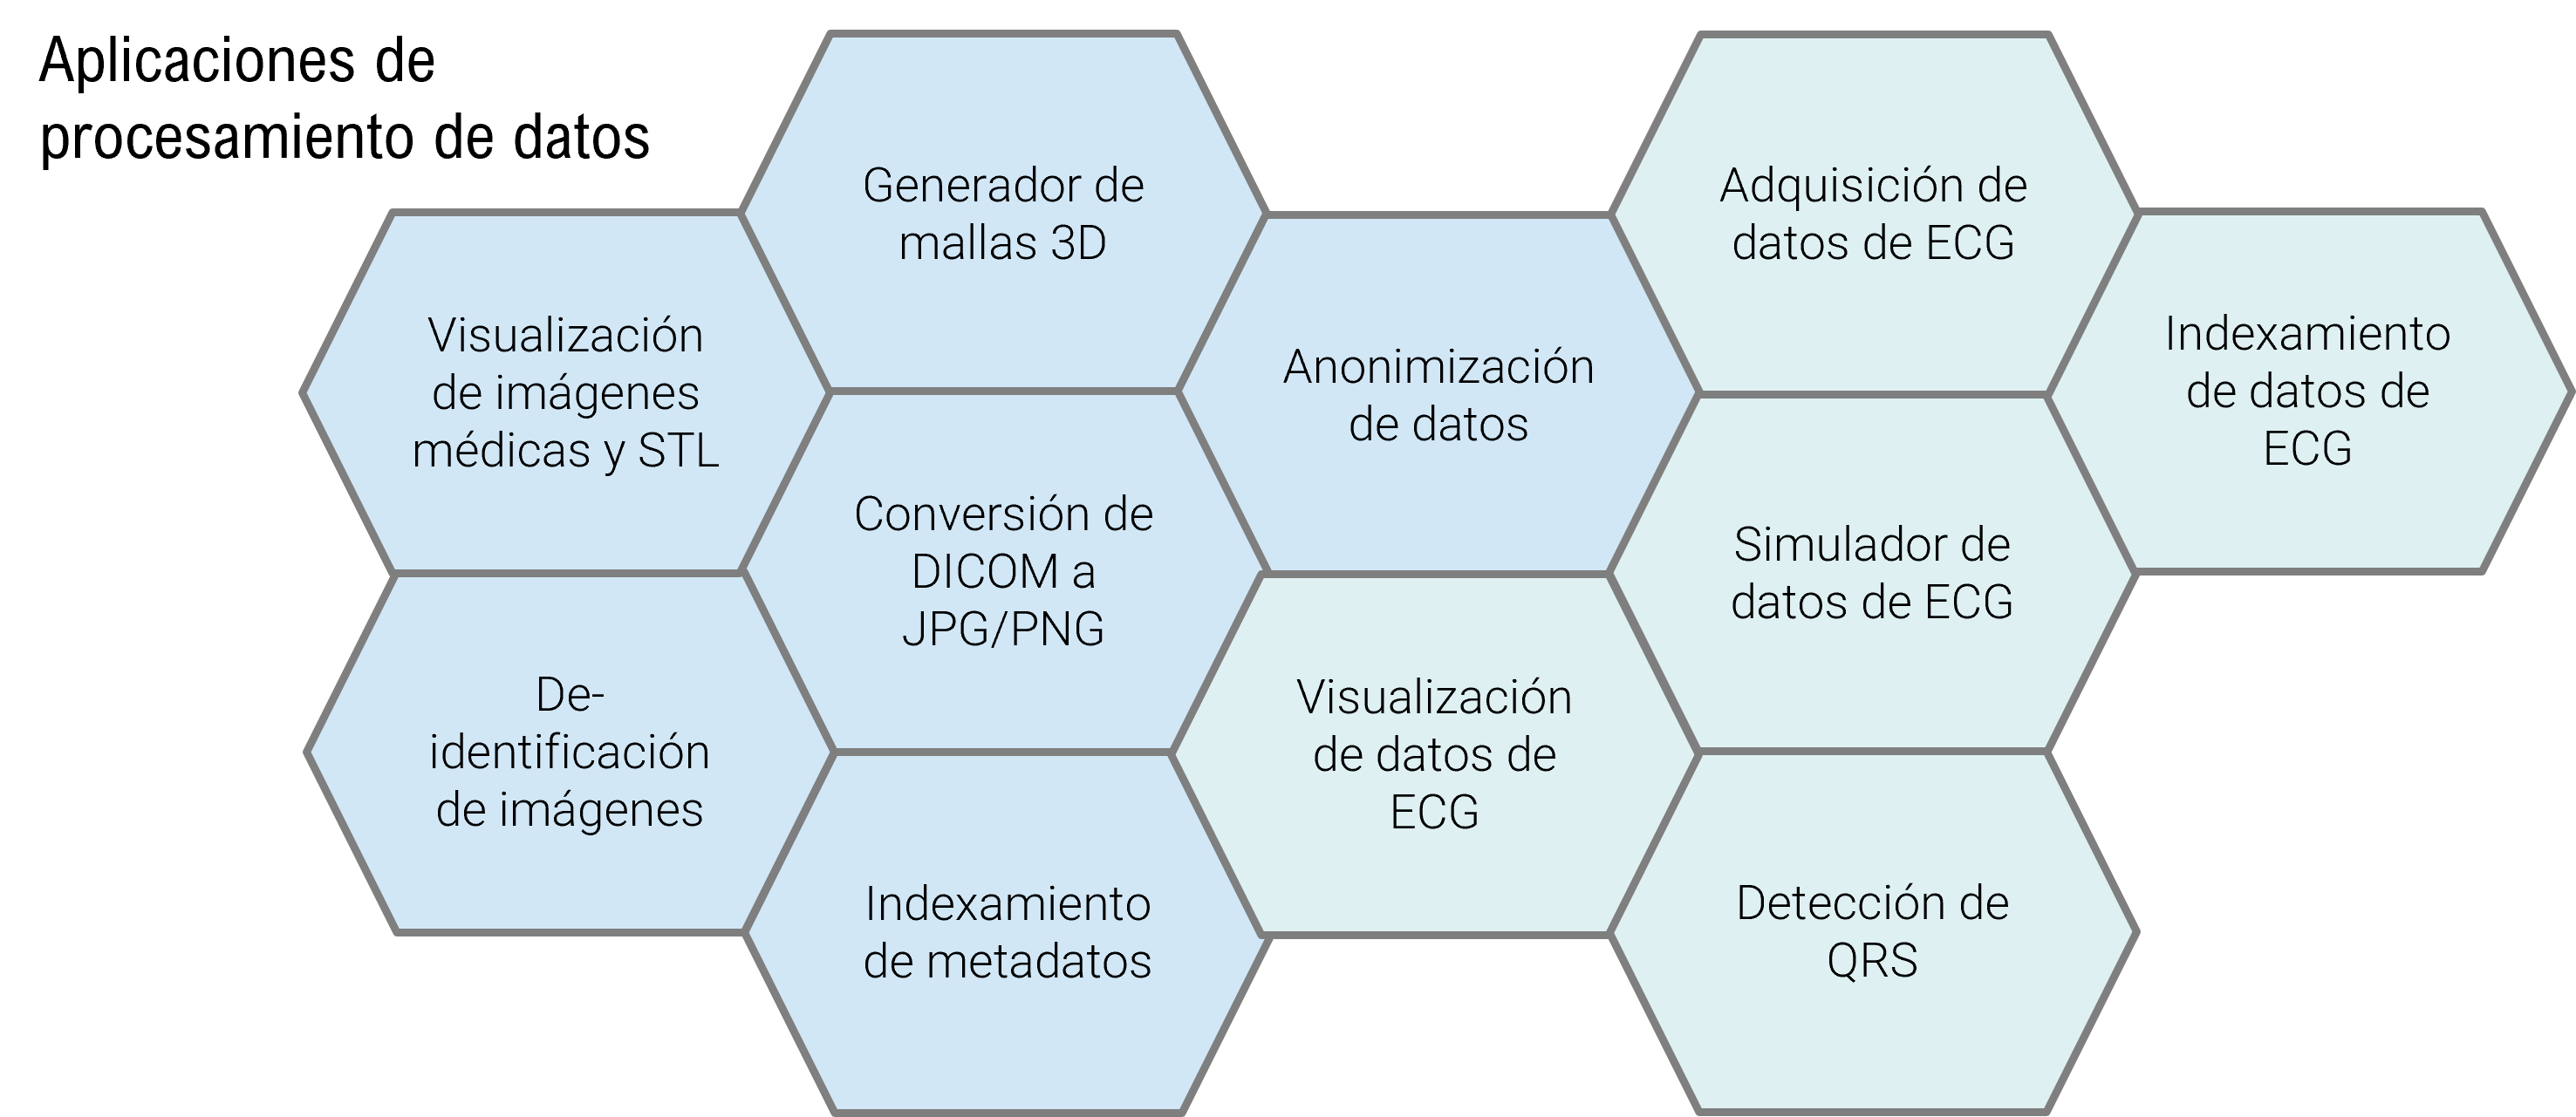 Aplicaciones de
procesamiento de datos
Generador de
mallas 3D
Adquisición de
datos de ECG
Visualización
de imágenes
médicas y STL
Anonimización
de datos
Indexamiento
de datos de
ECG
Conversión de
DICOM a
JPG/PNG
Simulador de
datos de ECG
De-
identificación
de imágenes
Visualización
de datos de
ECG
Indexamiento
de metadatos
Detección de
QRS